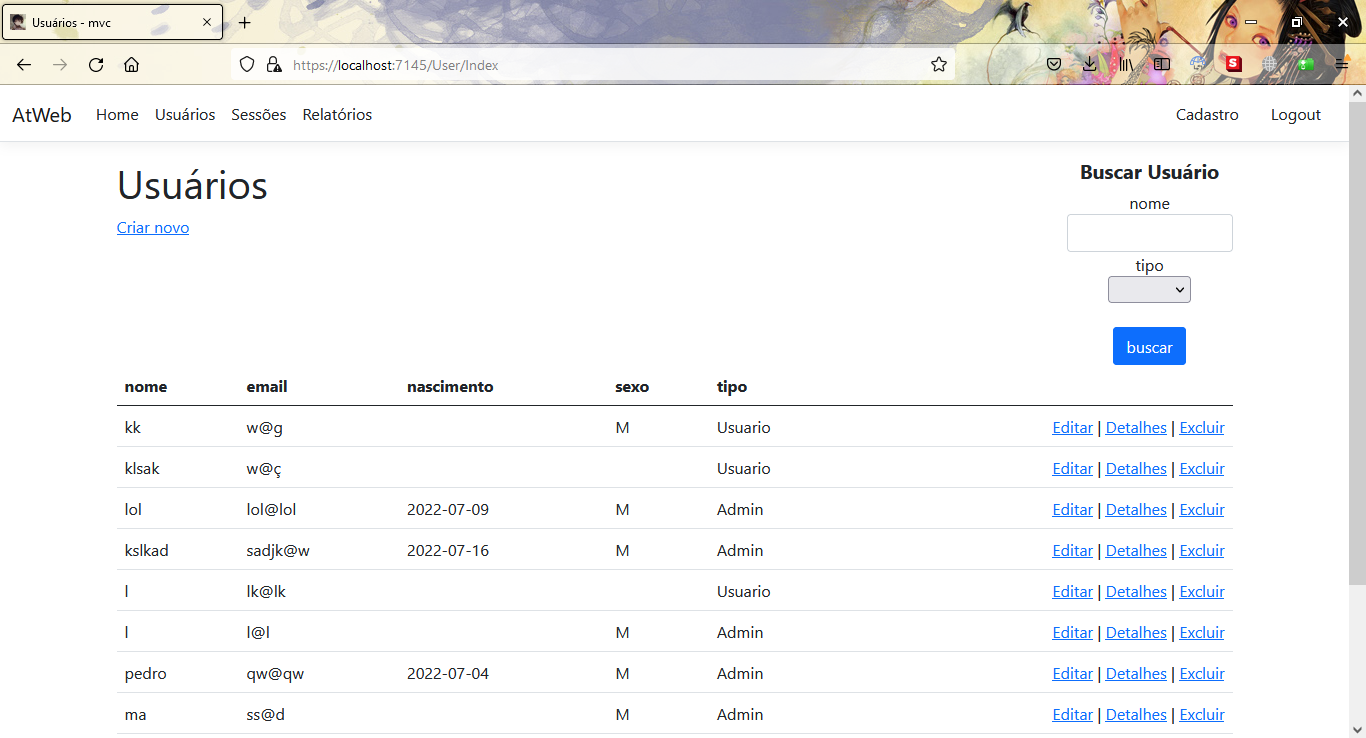 Usuários - mvc
https://localhost:7145/User/Index
S
AtWeb Home Usuários Sessões Relatórios Cadastro Logout
Usuários
Criar novo
Buscar Usuário
nome
tipo
buscar
nome email nascimento sexo tipo
kk w@g M Usuario Editar | Detalhes | Excluir
klsak w@ç Usuario Editar | Detalhes | Excluir
lol lol@lol 2022-07-09 M Admin Editar | Detalhes | Excluir
kslkad sadjk@w 2022-07-16 M Admin Editar | Detalhes | Excluir
l lk@lk Usuario Editar | Detalhes | Excluir
l l@l M Admin Editar | Detalhes | Excluir
pedro qw@qw 2022-07-04 M Admin Editar | Detalhes | Excluir
ma ss@d M Admin Editar | Detalhes | Excluir